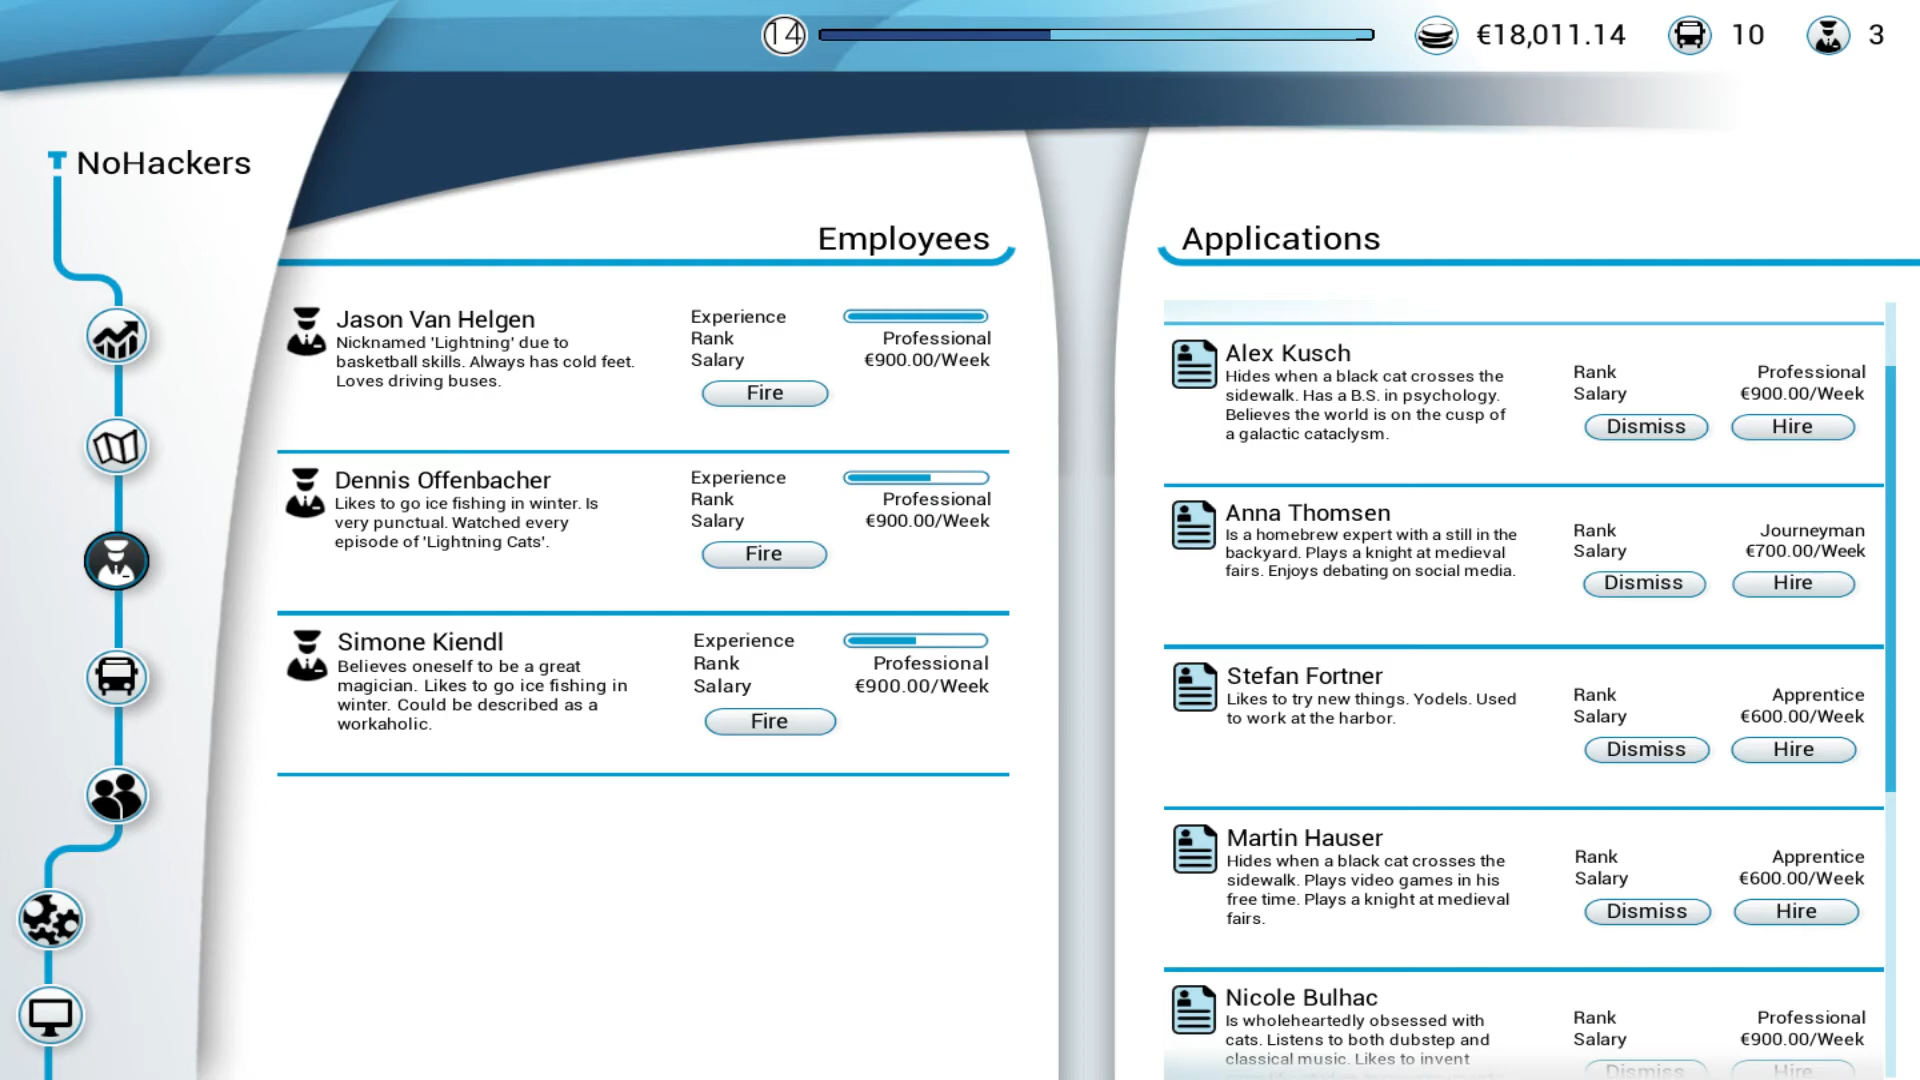 14
€18,011.14
10
3
NoHackers
Employees
Jason Van Helgen
Nicknamed 'Lightning' due to
basketball skills. Always has cold feet.
Loves driving buses.
Experience
Rank Professional
Salary €900.00/Week
Fire
Dennis Offenbacher
Likes to go ice fishing in winter. Is
very punctual. Watched every
episode of 'Lightning Cats'.
Experience
Rank Professional
Salary €900.00/Week
Fire
Simone Kiendl
Believes oneself to be a great
magician. Likes to go ice fishing in
winter. Could be described as a
workaholic.
Experience
Rank Professional
Salary €900.00/Week
Fire
Applications
Alex Kusch
Hides when a black cat crosses the
sidewalk. Has a B.S. in psychology.
Believes the world is on the cusp of
a galactic cataclysm.
Rank Professional
Salary €900.00/Week
Dismiss Hire
Anna Thomsen
Is a homebrew expert with a still in the
backyard. Plays a knight at medieval
fairs. Enjoys debating on social media.
Rank Journeyman
Salary €700.00/Week
Dismiss Hire
Stefan Fortner
Likes to try new things. Yodels. Used
to work at the harbor.
Rank Apprentice
Salary €600.00/Week
Dismiss Hire
Martin Hauser
Hides when a black cat crosses the
sidewalk. Plays video games in his
free time. Plays a knight at medieval
fairs.
Rank Apprentice
Salary €600.00/Week
Dismiss Hire
Nicole Bulhac
Is wholeheartedly obsessed with
cats. Listens to both dubstep and
classical music. Likes to invent
Rank Professional
Salary €900.00/Week
Dismiss Hire